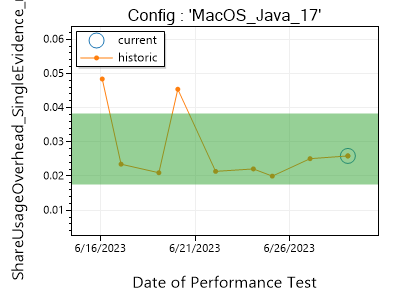 Config : 'MacOS_Java_17'
current
historic
0.06
0.05
0.04
0.03
0.02
0.01
6/16/2023
6/21/2023
6/26/2023
Date of Performance Test
ShareUsageOverhead_SingleEvidence_